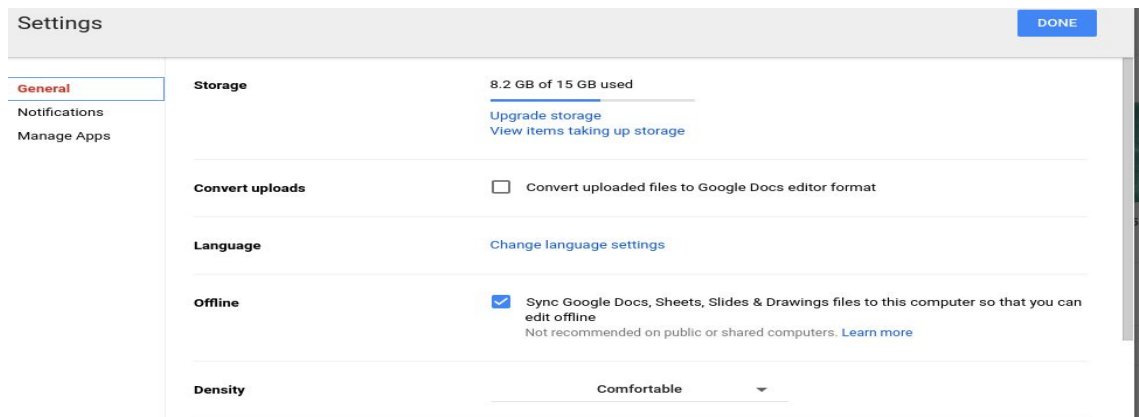 Settings
DONE
General
Notifications
Manage Apps
Storage
8.2 GB of 15 GB used
Upgrade storage
View items taking up storage
Convert uploads
Convert uploaded files to Google Docs editor format
Language
Change language settings
Offline
Sync Google Docs, Sheets, Slides & Drawings files to this computer so that you can
edit offline
Not recommended on public or shared computers. Learn more
Density
Comfortable